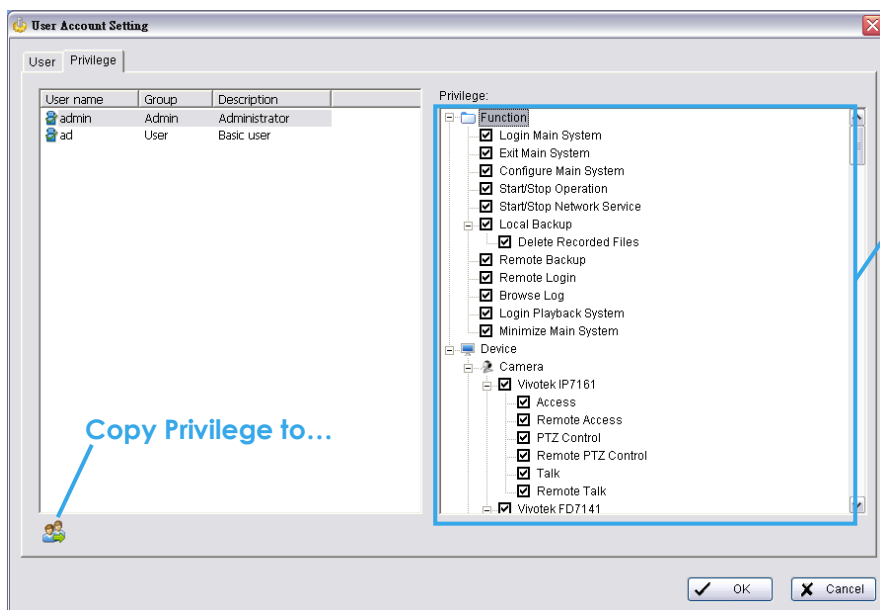 User Account Setting
User Privilege
User name Group Description
admin Admin Administrator
ad User Basic user
Copy Privilege to...
Privilege:
Function
Login Main System
Exit Main System
Configure Main System
Start/Stop Operation
Start/Stop Network Service
Local Backup
Delete Recorded Files
Remote Backup
Remote Login
Browse Log
Login Playback System
Minimize Main System
Device
Camera
Vivotek IP7161
Access
Remote Access
PTZ Control
Remote PTZ Control
Talk
Remote Talk
Vivotek FD7141
OK Cancel